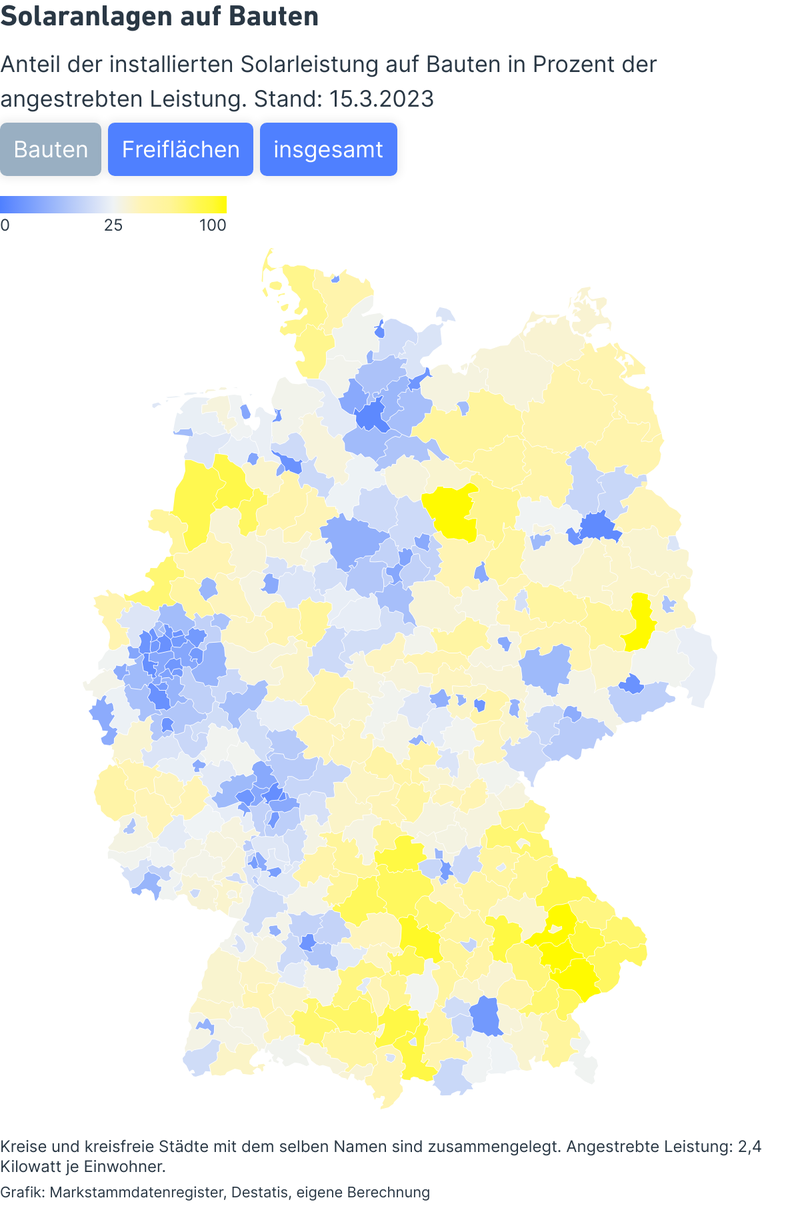 Solaranlagen auf Bauten
Anteil der installierten Solarleistung auf Bauten in Prozent der
angestrebten Leistung. Stand: 15.3.2023
Bauten Freiflächen insgesamt
0 25 100
Kreise und kreisfreie Städte mit dem selben Namen sind zusammengelegt. Angestrebte Leistung: 2,4
Kilowatt je Einwohner.
Grafik: Markstammdatenregister, Destatis, eigene Berechnung